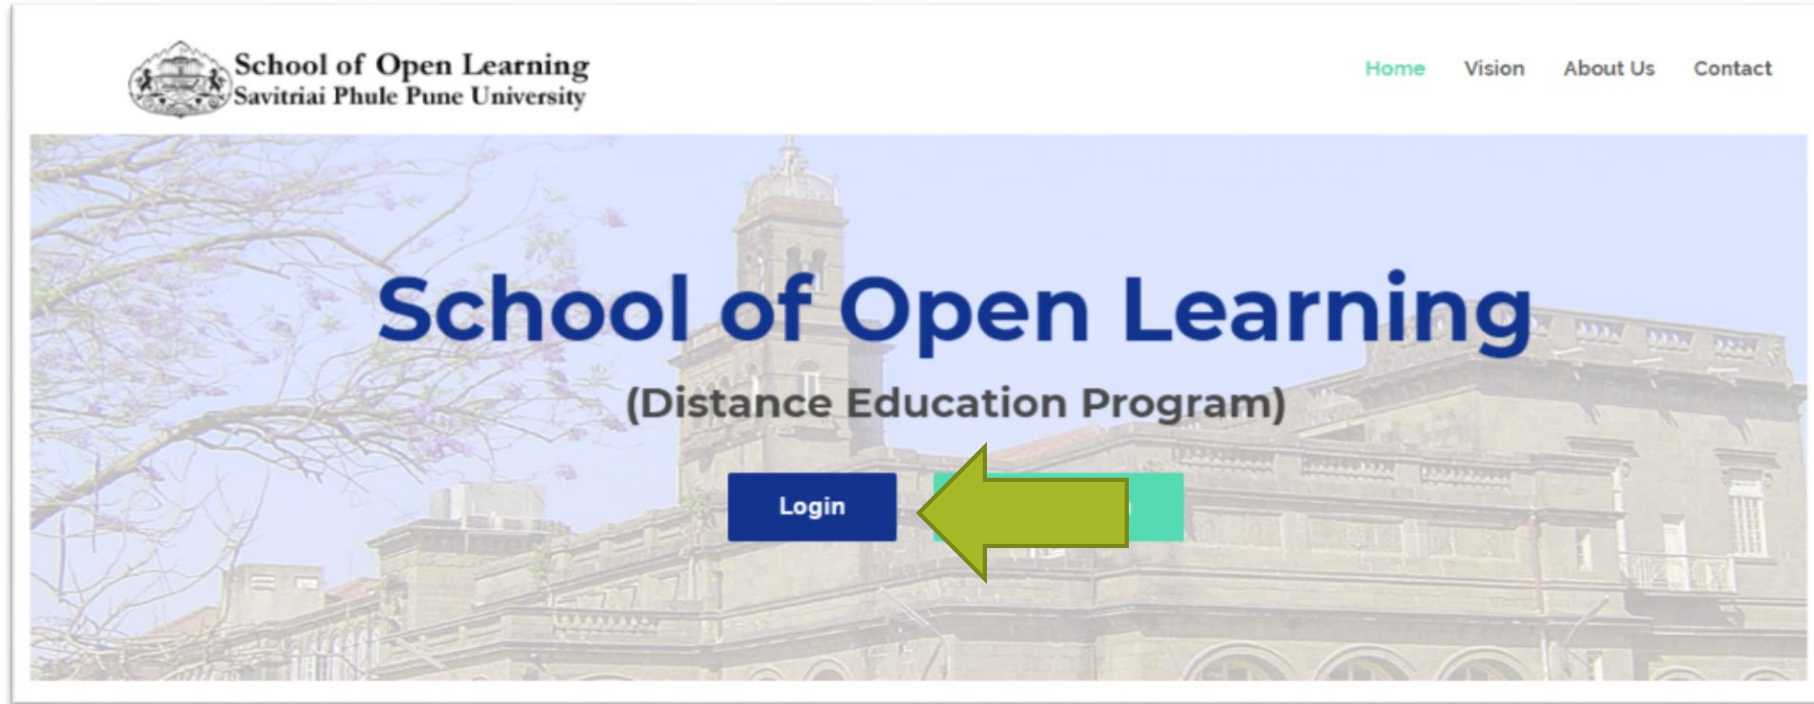 School of Open Learning
Savitriai Phule Pune University
Home Vision About Us Contact
School of Open Learning
(Distance Education Program)
Login